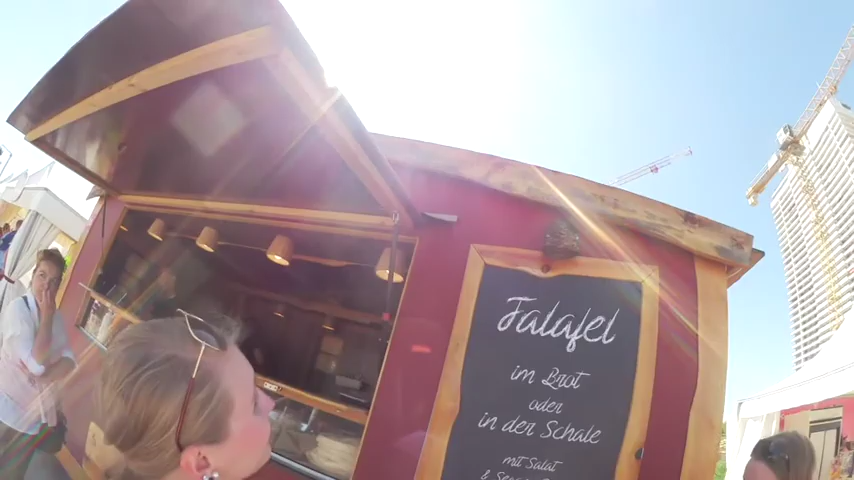 Falafel
im Brot
oder
in der Schale
mit Salat
&